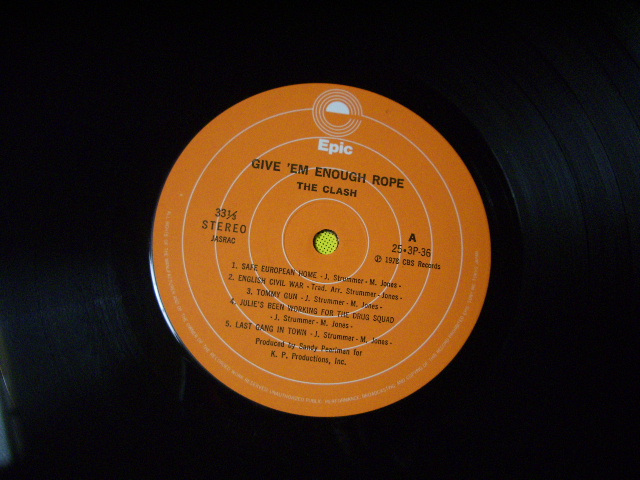 Epic
GIVE 'EM ENOUGH ROPE
THE CLASH
33⅓
STEREO
JASRAC
A
25・3P-36
Ⓟ 1978 CBS Records
1. SAFE EUROPEAN HOME - J. Strummer - M. Jones -
2. ENGLISH CIVIL WAR - Trad. Arr. Strummer - Jones -
3. TOMMY GUN - J. Strummer - M. Jones -
4. JULIE'S BEEN WORKING FOR THE DRUG SQUAD
- J. Strummer - M. Jones -
5. LAST GANG IN TOWN - J. Strummer - M. Jones -
Produced by Sandy Pearlman for
K. P. Productions, Inc.